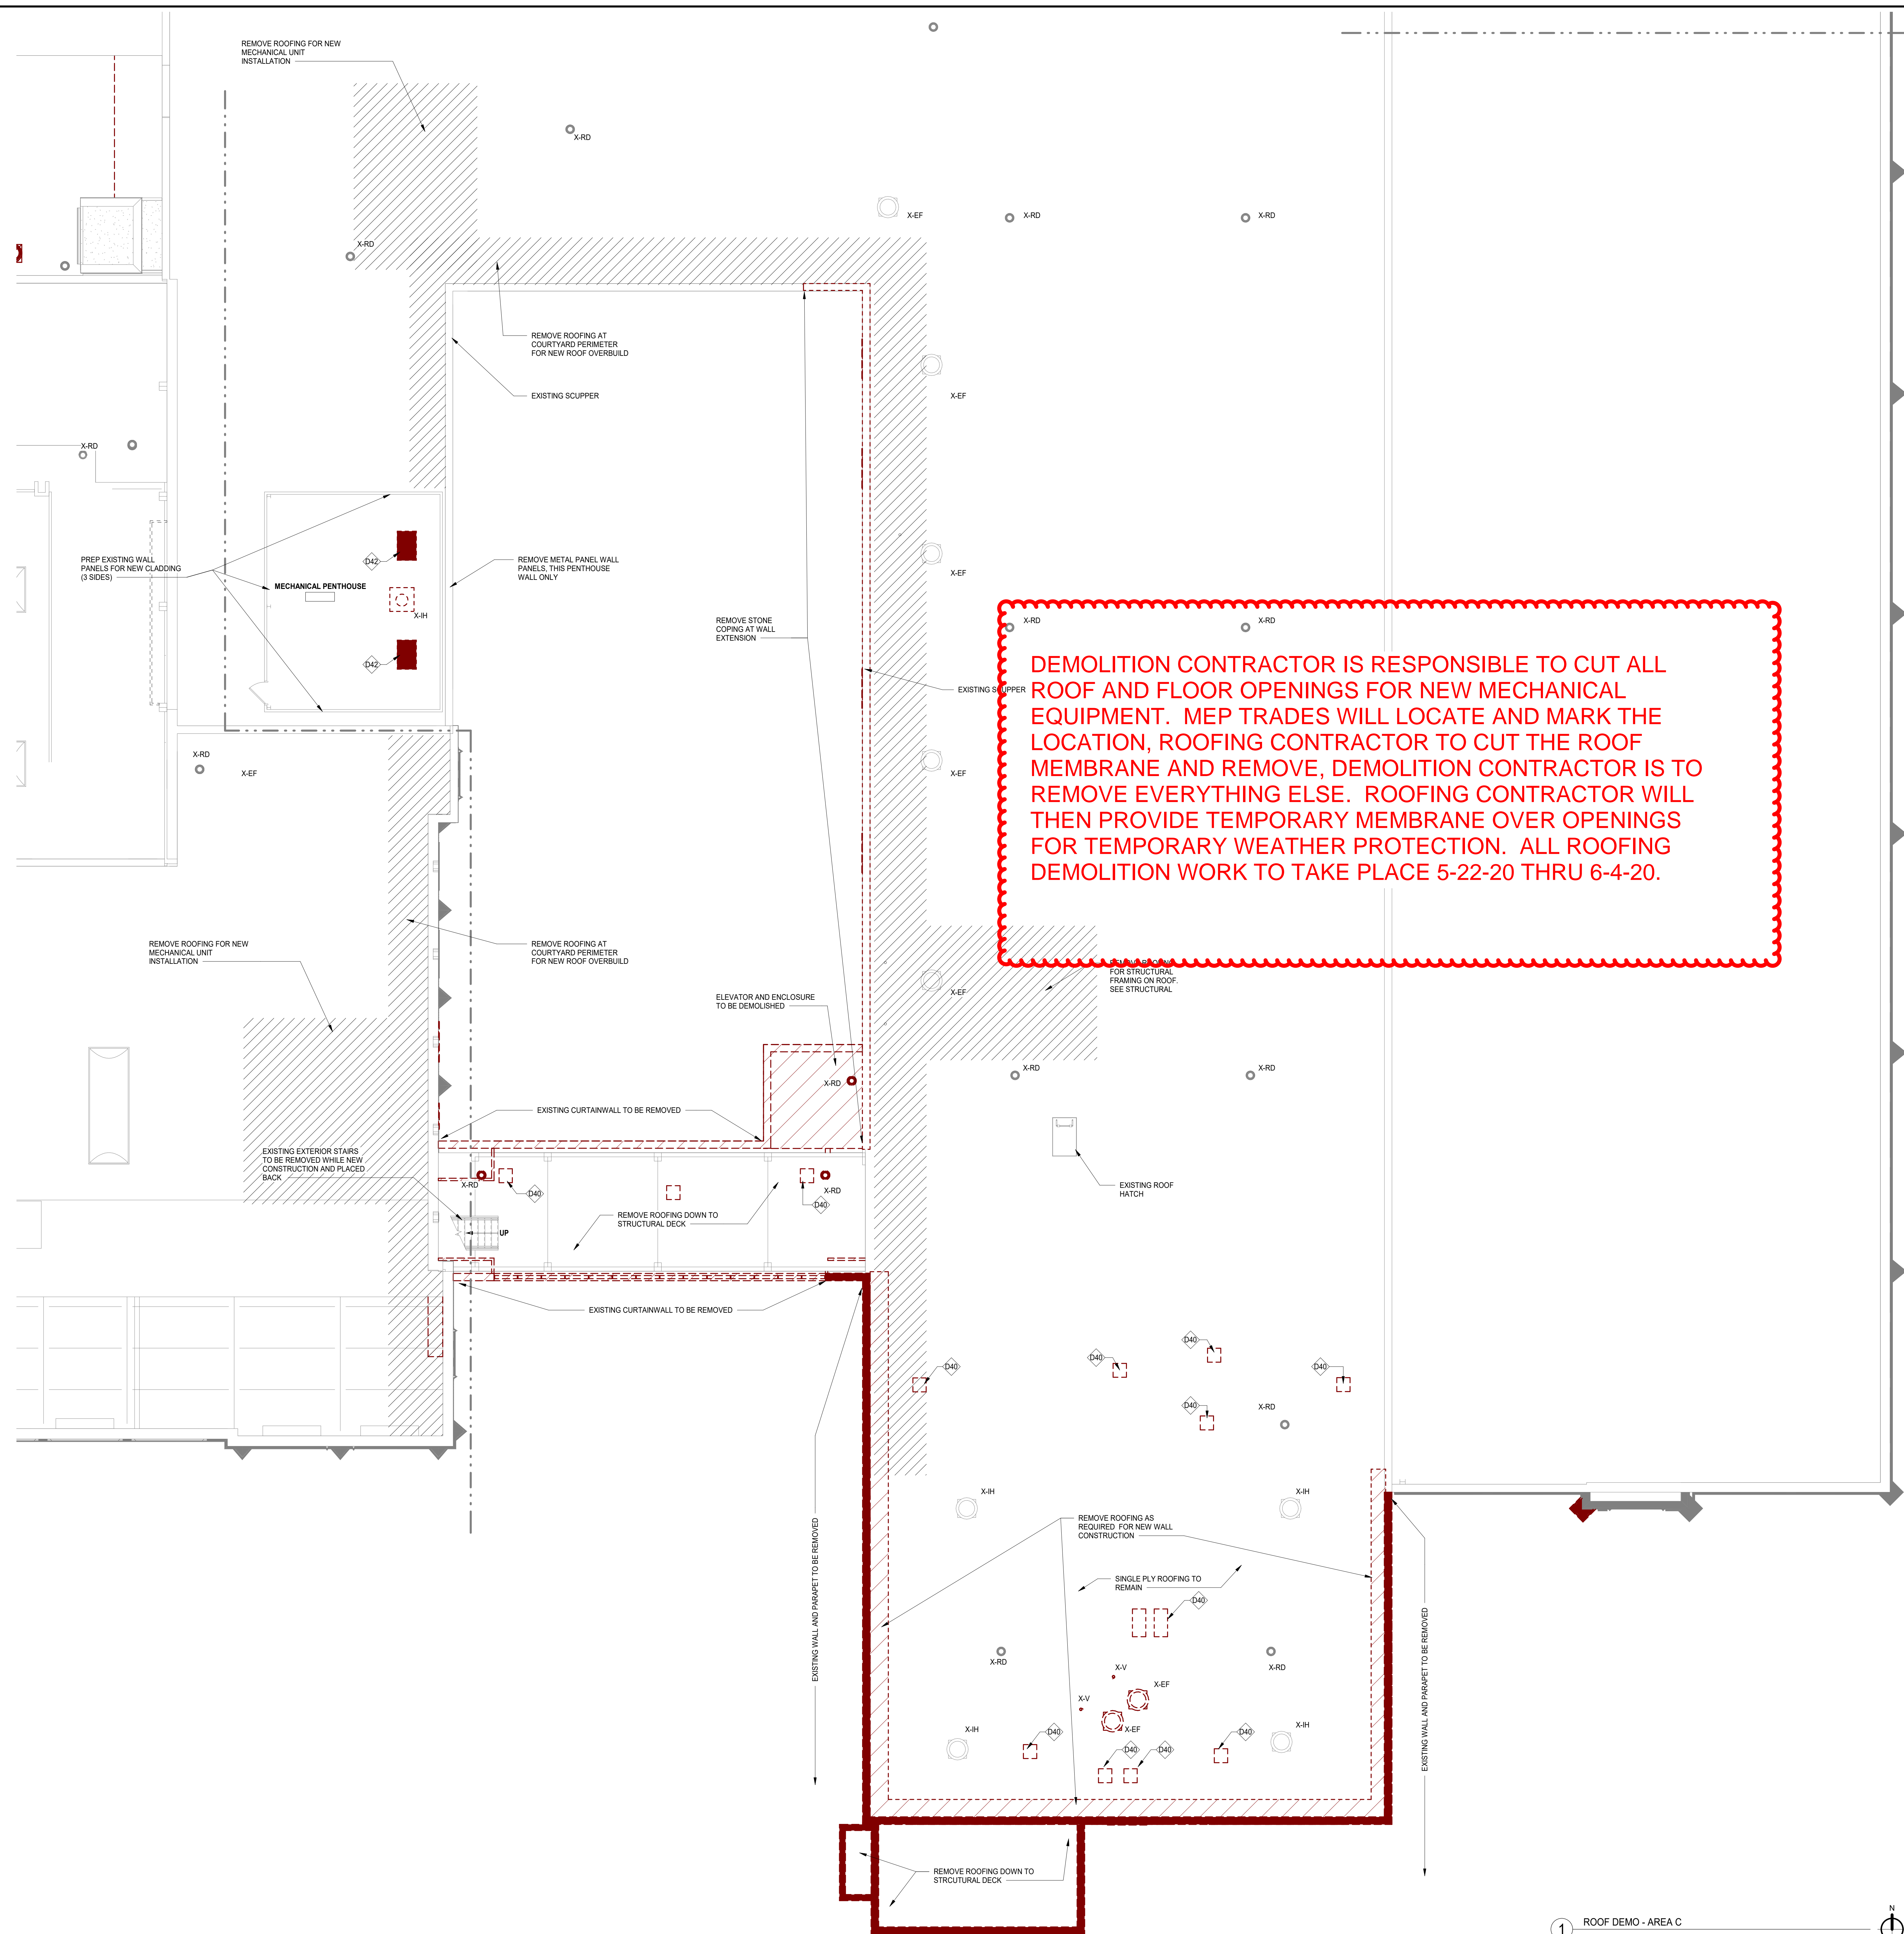 REMOVE ROOFING FOR NEW
MECHANICAL UNIT
INSTALLATION
X-RD
X-EF
X-RD
X-RD
X-RD
REMOVE ROOFING AT
COURTYARD PERIMETER
FOR NEW ROOF OVERBUILD
EXISTING SCUPPER
X-EF
X-RD
PREP EXISTING WALL
PANELS FOR NEW CLADDING
(3 SIDES)
D42
MECHANICAL PENTHOUSE
X-IH
D42
REMOVE METAL PANEL WALL
PANELS, THIS PENTHOUSE
WALL ONLY
X-EF
REMOVE STONE
COPING AT WALL
EXTENSION
X-RD
X-RD
EXISTING SCUPPER
DEMOLITION CONTRACTOR IS RESPONSIBLE TO CUT ALL
ROOF AND FLOOR OPENINGS FOR NEW MECHANICAL
EQUIPMENT. MEP TRADES WILL LOCATE AND MARK THE
LOCATION, ROOFING CONTRACTOR TO CUT THE ROOF
MEMBRANE AND REMOVE, DEMOLITION CONTRACTOR IS TO
REMOVE EVERYTHING ELSE. ROOFING CONTRACTOR WILL
THEN PROVIDE TEMPORARY MEMBRANE OVER OPENINGS
FOR TEMPORARY WEATHER PROTECTION. ALL ROOFING
DEMOLITION WORK TO TAKE PLACE 5-22-20 THRU 6-4-20.
X-RD
X-EF
X-EF
REMOVE ROOFING FOR NEW
MECHANICAL UNIT
INSTALLATION
REMOVE ROOFING AT
COURTYARD PERIMETER
FOR NEW ROOF OVERBUILD
FOR STRUCTURAL
FRAMING ON ROOF.
SEE STRUCTURAL
X-EF
ELEVATOR AND ENCLOSURE
TO BE DEMOLISHED
X-RD
X-RD
X-RD
EXISTING CURTAINWALL TO BE REMOVED
EXISTING EXTERIOR STAIRS
TO BE REMOVED WHILE NEW
CONSTRUCTION AND PLACED
BACK
X-RD
D40
X-RD
D40
EXISTING ROOF
HATCH
REMOVE ROOFING DOWN TO
STRUCTURAL DECK
UP
EXISTING CURTAINWALL TO BE REMOVED
D40
D40
D40
D40
D40
X-RD
X-IH
X-IH
REMOVE ROOFING AS
REQUIRED FOR NEW WALL
CONSTRUCTION
EXISTING WALL AND PARAPET TO BE REMOVED
SINGLE PLY ROOFING TO
REMAIN
D40
EXISTING WALL AND PARAPET TO BE REMOVED
X-RD
X-V
X-RD
X-EF
X-V
X-IH
D40
X-EF
D40
X-IH
D40
D40
REMOVE ROOFING DOWN TO
STRCUTURAL DECK
1
ROOF DEMO - AREA C
N